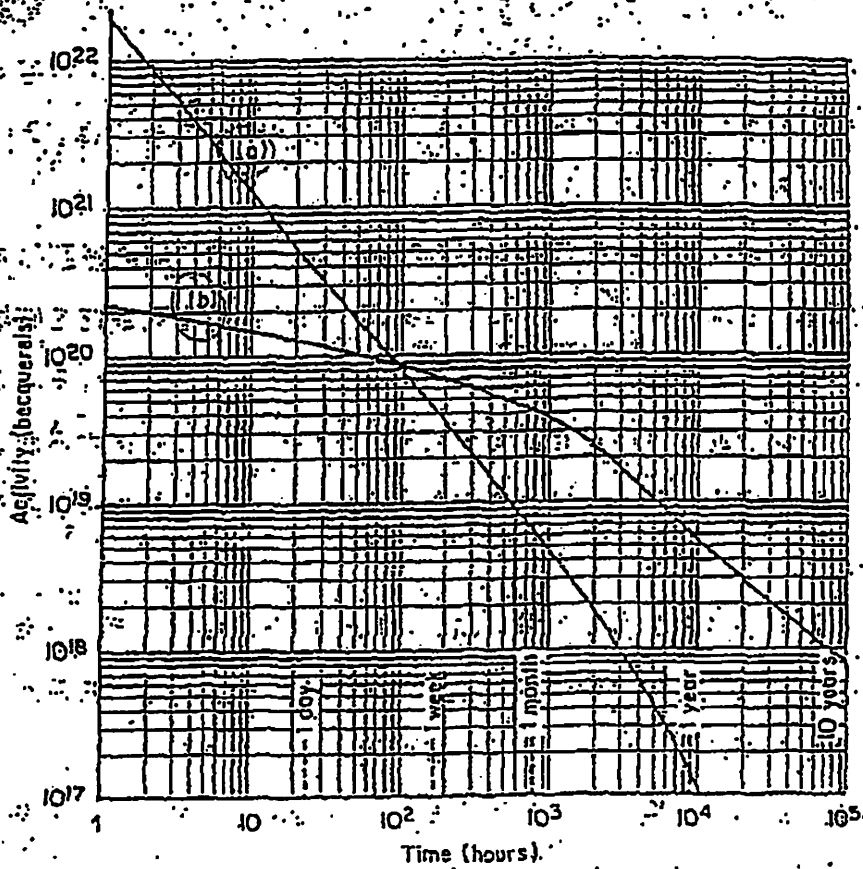 10²²
(a)
10²¹
(b)
10²⁰
10¹⁹
10¹⁸
10¹⁷
Activity (becquerels)
1 day
1 week
1 month
1 year
10 years
1
10
10²
10³
10⁴
10⁵
Time (hours)